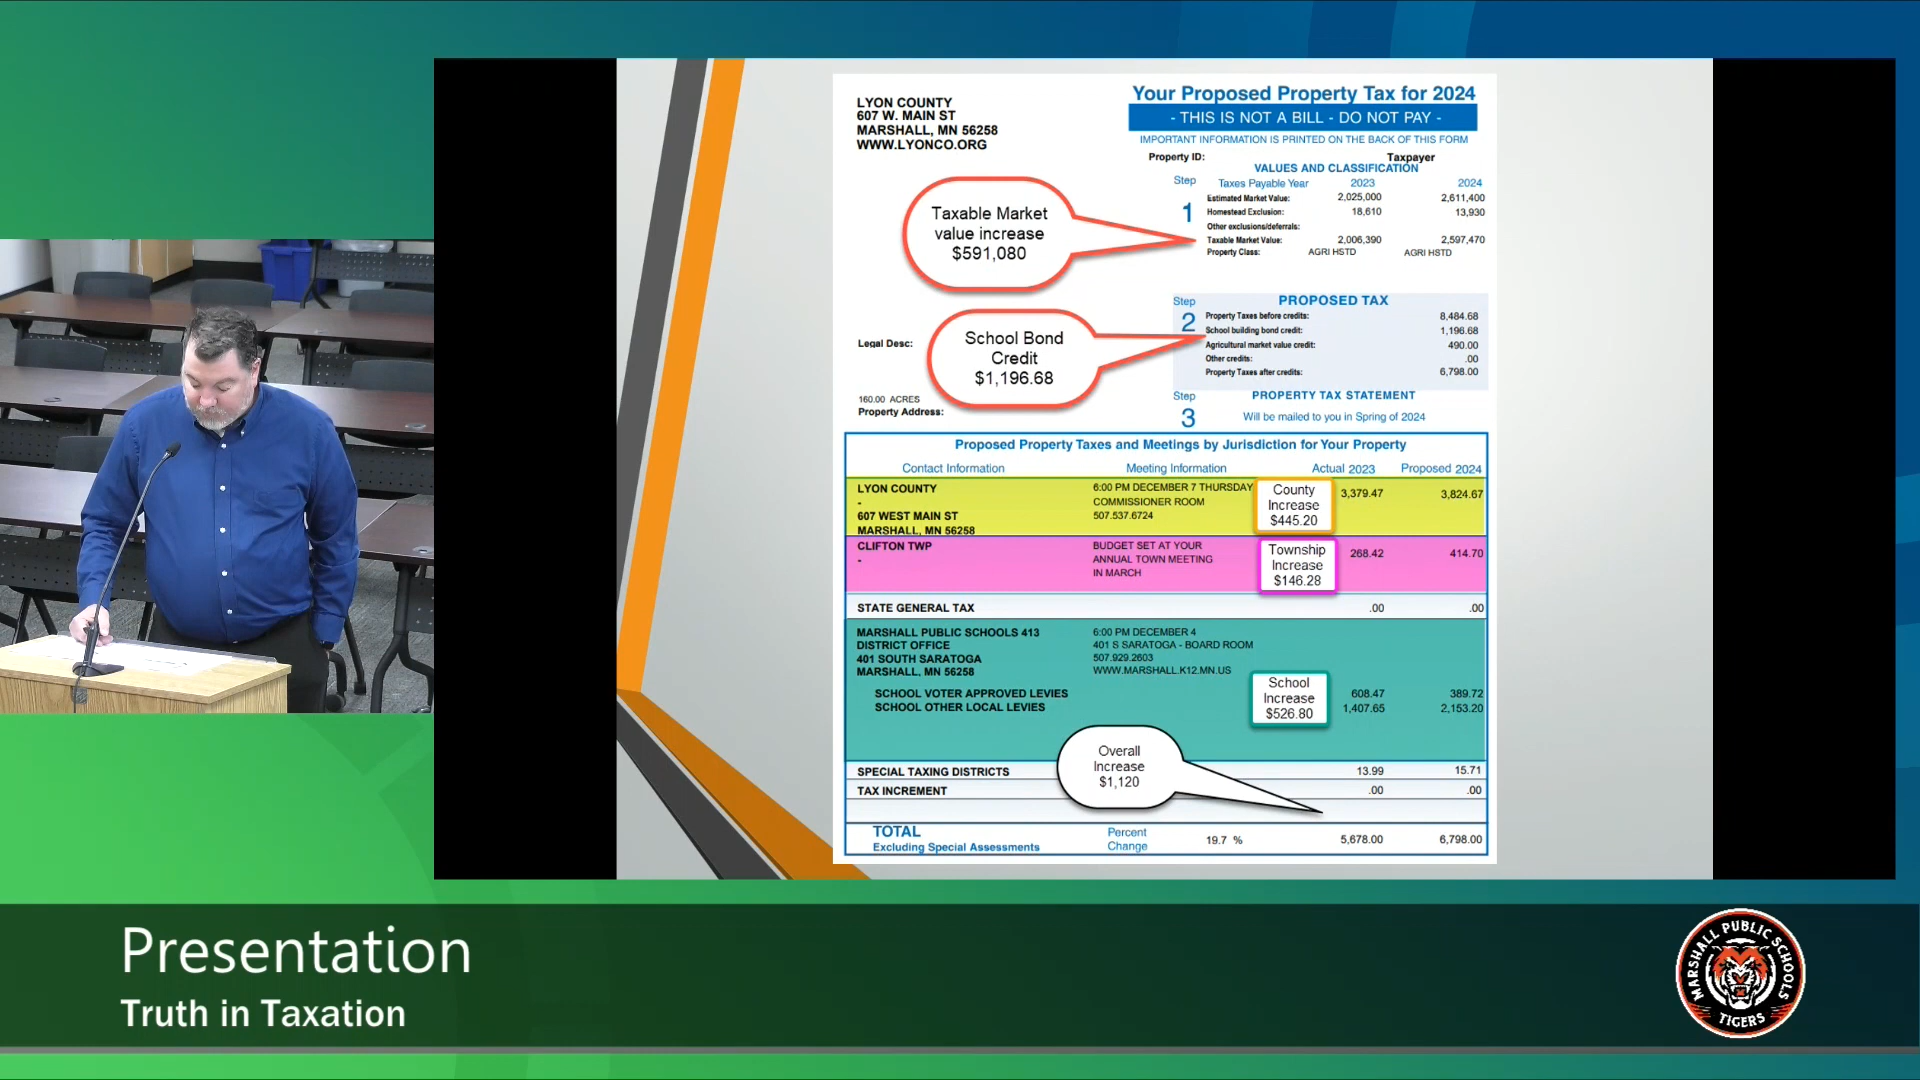 LYON COUNTY
607 W. MAIN ST
MARSHALL, MN 56258
WWW.LYONCO.ORG
Your Proposed Property Tax for 2024
- THIS IS NOT A BILL - DO NOT PAY -
IMPORTANT INFORMATION IS PRINTED ON THE BACK OF THIS FORM
Property ID: Taxpayer
VALUES AND CLASSIFICATION
Step 1
Taxes Payable Year 2023 2024
Estimated Market Value: 2,025,000 2,611,400
Homestead Exclusion: 18,610 13,930
Other exclusions/deferrals:
Taxable Market Value: 2,006,390 2,597,470
Property Class: AGRI HSTD AGRI HSTD
Taxable Market
value increase
$591,080
Step 2
PROPOSED TAX
Property Taxes before credits: 8,484.68
School building bond credit: 1,196.68
Agricultural market value credit: 490.00
Other credits: .00
Property Taxes after credits: 6,798.00
School Bond
Credit
$1,196.68
Legal Desc:
160.00 ACRES
Property Address:
Step 3
PROPERTY TAX STATEMENT
Will be mailed to you in Spring of 2024
Proposed Property Taxes and Meetings by Jurisdiction for Your Property
Contact Information Meeting Information Actual 2023 Proposed 2024
LYON COUNTY
-
607 WEST MAIN ST
MARSHALL, MN 56258
6:00 PM DECEMBER 7 THURSDAY
COMMISSIONER ROOM
507.537.6724
County
Increase
$445.20
3,379.47 3,824.67
CLIFTON TWP
-
BUDGET SET AT YOUR
ANNUAL TOWN MEETING
IN MARCH
Township
Increase
$146.28
268.42 414.70
STATE GENERAL TAX .00 .00
MARSHALL PUBLIC SCHOOLS 413
DISTRICT OFFICE
401 SOUTH SARATOGA
MARSHALL, MN 56258
6:00 PM DECEMBER 4
401 S SARATOGA - BOARD ROOM
507.929.2603
WWW.MARSHALL.K12.MN.US
SCHOOL VOTER APPROVED LEVIES 608.47 389.72
SCHOOL OTHER LOCAL LEVIES 1,407.65 2,153.20
School
Increase
$526.80
Overall
Increase
$1,120
SPECIAL TAXING DISTRICTS 13.99 15.71
TAX INCREMENT .00 .00
TOTAL
Excluding Special Assessments
Percent
Change
19.7 % 5,678.00 6,798.00
Presentation
Truth in Taxation
MARSHALL PUBLIC SCHOOLS
TIGERS